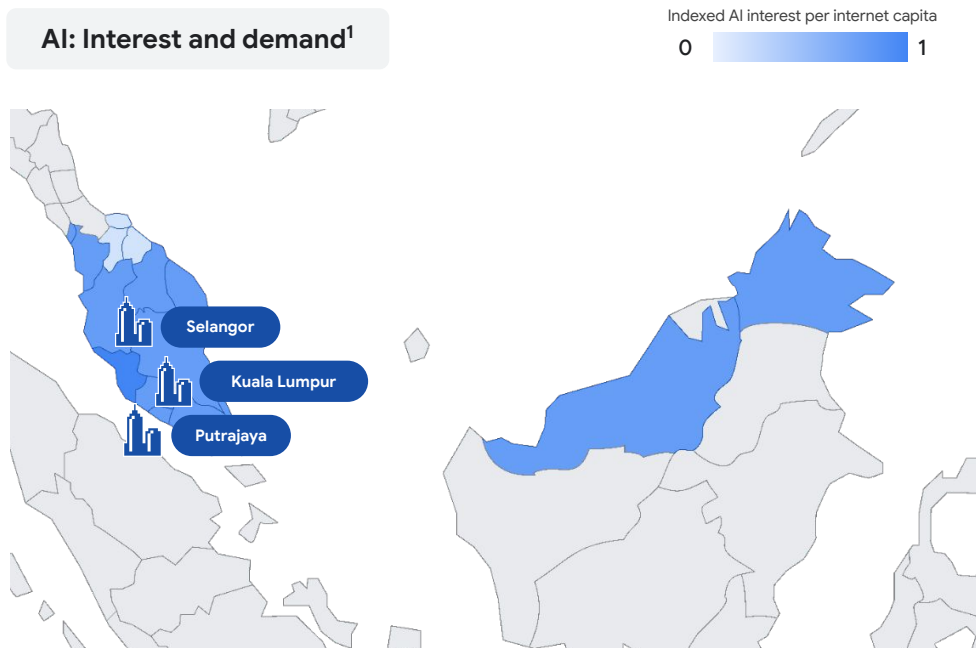 AI: Interest and demand¹
Indexed AI interest per internet capita
0
1
Selangor
Kuala Lumpur
Putrajaya